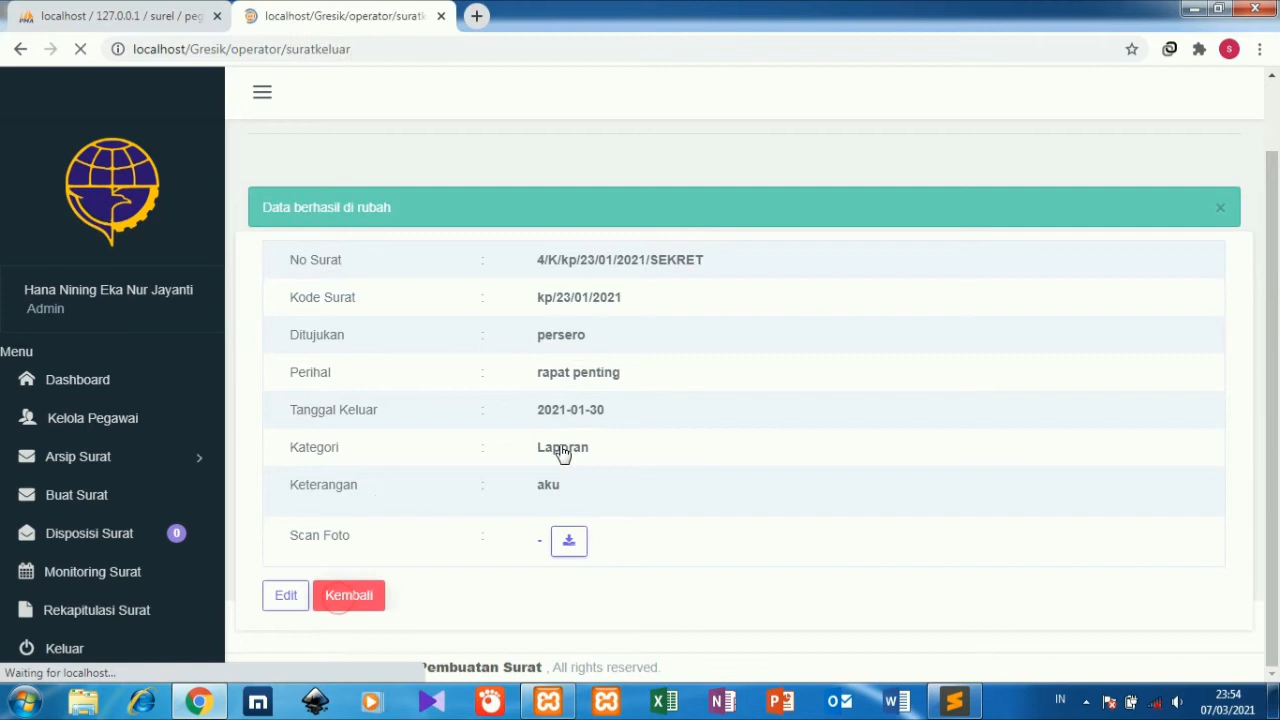 localhost / 127.0.0.1 / surel / peg
localhost/Gresik/operator/suratk
localhost/Gresik/operator/suratkeluar
s
Hana Nining Eka Nur Jayanti
Admin
Menu
Dashboard
Kelola Pegawai
Arsip Surat
Buat Surat
Disposisi Surat 0
Monitoring Surat
Rekapitulasi Surat
Keluar
Data berhasil di rubah ×
No Surat : 4/K/kp/23/01/2021/SEKRET
Kode Surat : kp/23/01/2021
Ditujukan : persero
Perihal : rapat penting
Tanggal Keluar : 2021-01-30
Kategori : Laporan
Keterangan : aku
Scan Foto : -
Edit Kembali
Pembuatan Surat , All rights reserved.
Waiting for localhost...
IN
23:54
07/03/2021